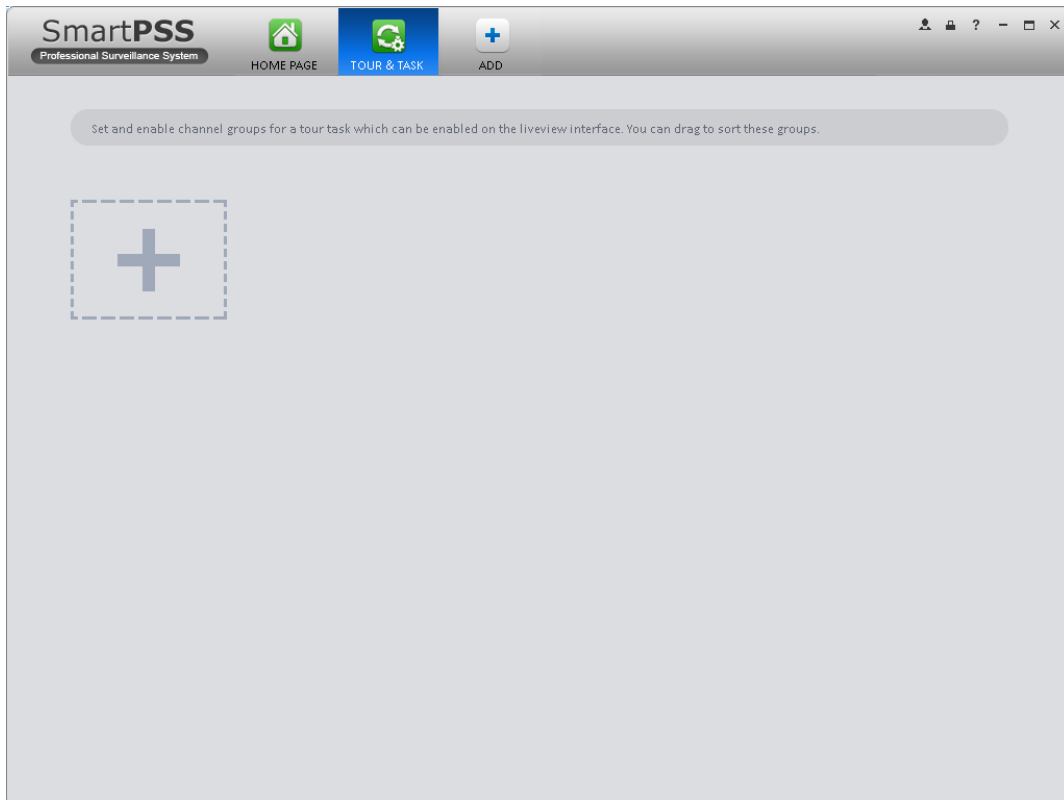 SmartPSS
Professional Surveillance System
HOME PAGE
TOUR & TASK
ADD
?
Set and enable channel groups for a tour task which can be enabled on the liveview interface. You can drag to sort these groups.